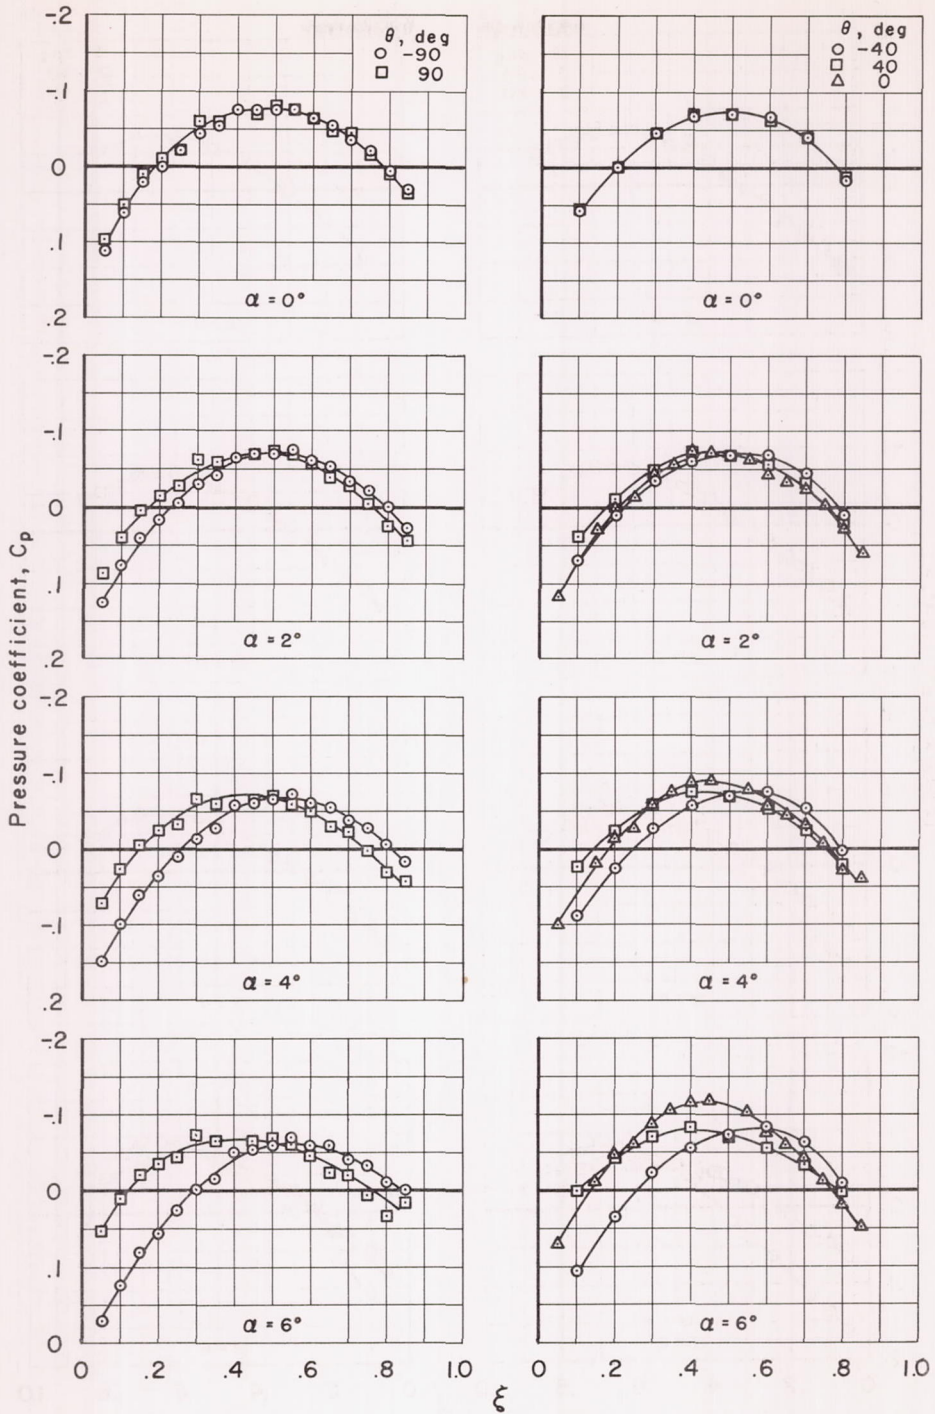 -.2
-.1
0
.1
.2
θ, deg
○ -90
□ 90
α = 0°
θ, deg
○ -40
□ 40
△ 0
α = 0°
-.2
-.1
0
.1
.2
α = 2°
α = 2°
Pressure coefficient, Cp
-.2
-.1
0
-.1
.2
α = 4°
α = 4°
-.2
-.1
0
.1
0
α = 6°
α = 6°
0 .2 .4 .6 .8 1.0
0 .2 .4 .6 .8 1.0
ξ